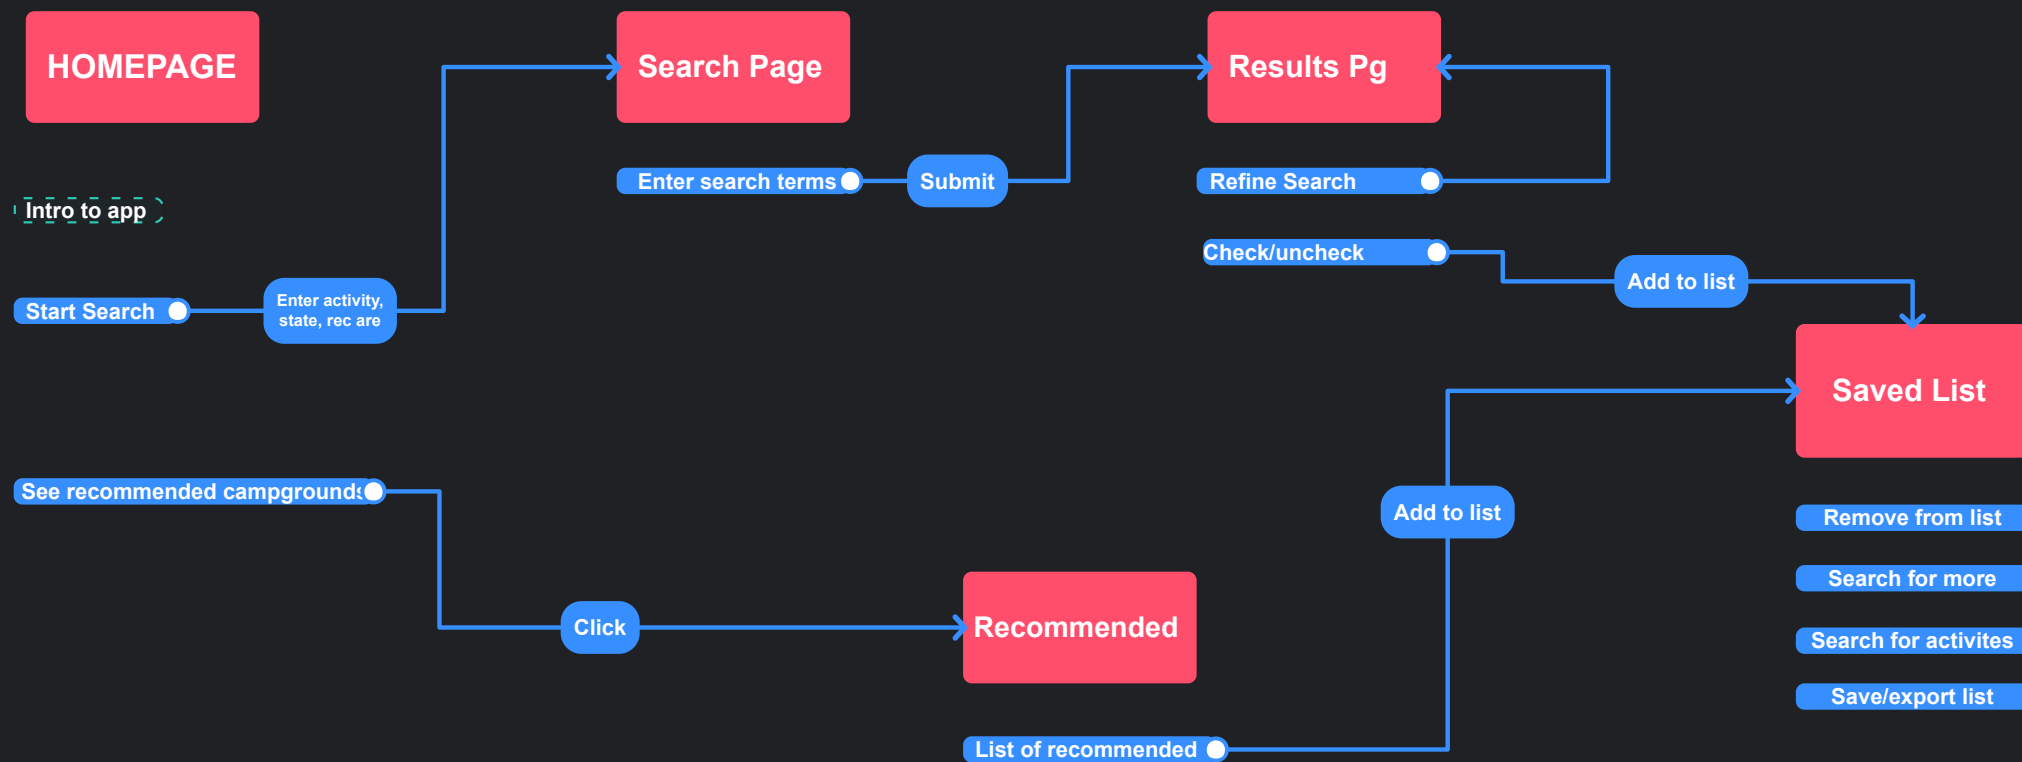 HOMEPAGE
Search Page
Results Pg
Enter search terms
Submit
Refine Search
Intro to app
Check/uncheck
Add to list
Start Search
Enter activity,
state, rec are
Saved List
See recommended campgrounds
Add to list
Remove from list
Search for more
Click
Recommended
Search for activites
Save/export list
List of recommended